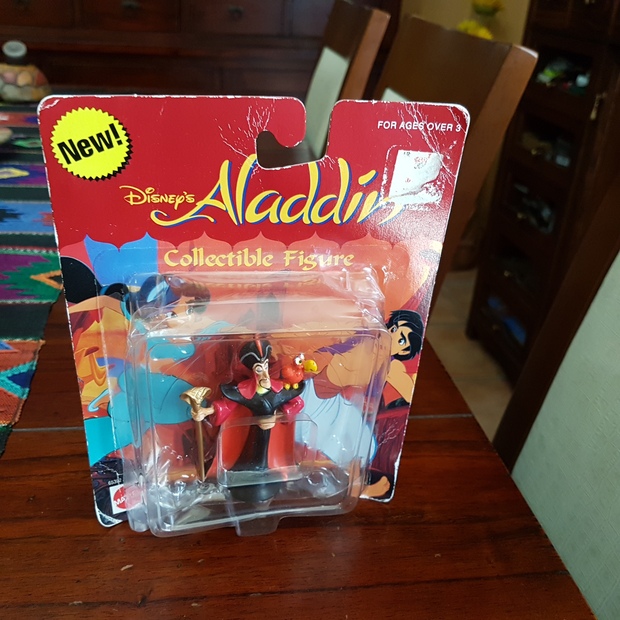 New!
FOR AGES OVER 3
Disney's Aladdin
Collectible Figure